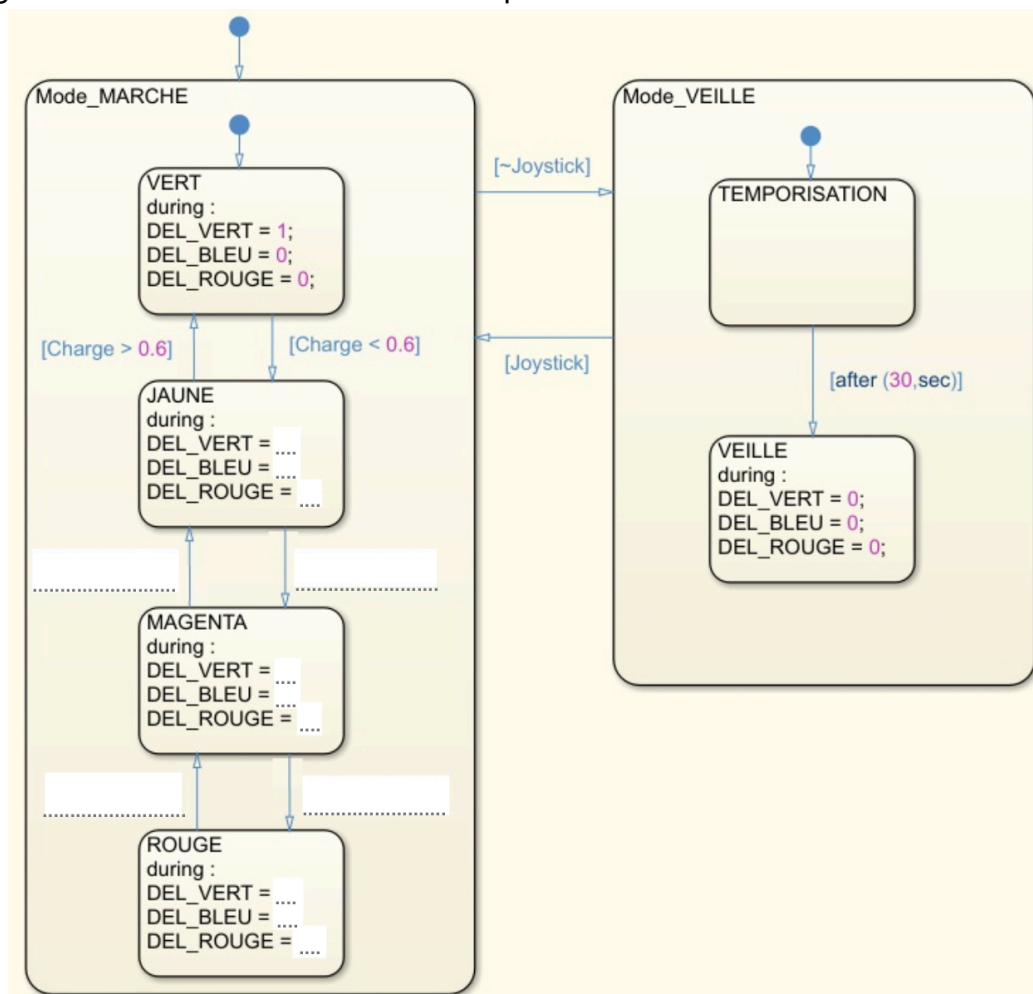 Mode_MARCHE
VERT
during :
DEL_VERT = 1;
DEL_BLEU = 0;
DEL_ROUGE = 0;
[Charge > 0.6]
[Charge < 0.6]
JAUNE
during :
DEL_VERT = ....
DEL_BLEU = ....
DEL_ROUGE = ....
MAGENTA
during :
DEL_VERT = ....
DEL_BLEU = ....
DEL_ROUGE = ....
ROUGE
during :
DEL_VERT = ....
DEL_BLEU = ....
DEL_ROUGE = ....
[~Joystick]
[Joystick]
Mode_VEILLE
TEMPORISATION
[after (30,sec)]
VEILLE
during :
DEL_VERT = 0;
DEL_BLEU = 0;
DEL_ROUGE = 0;